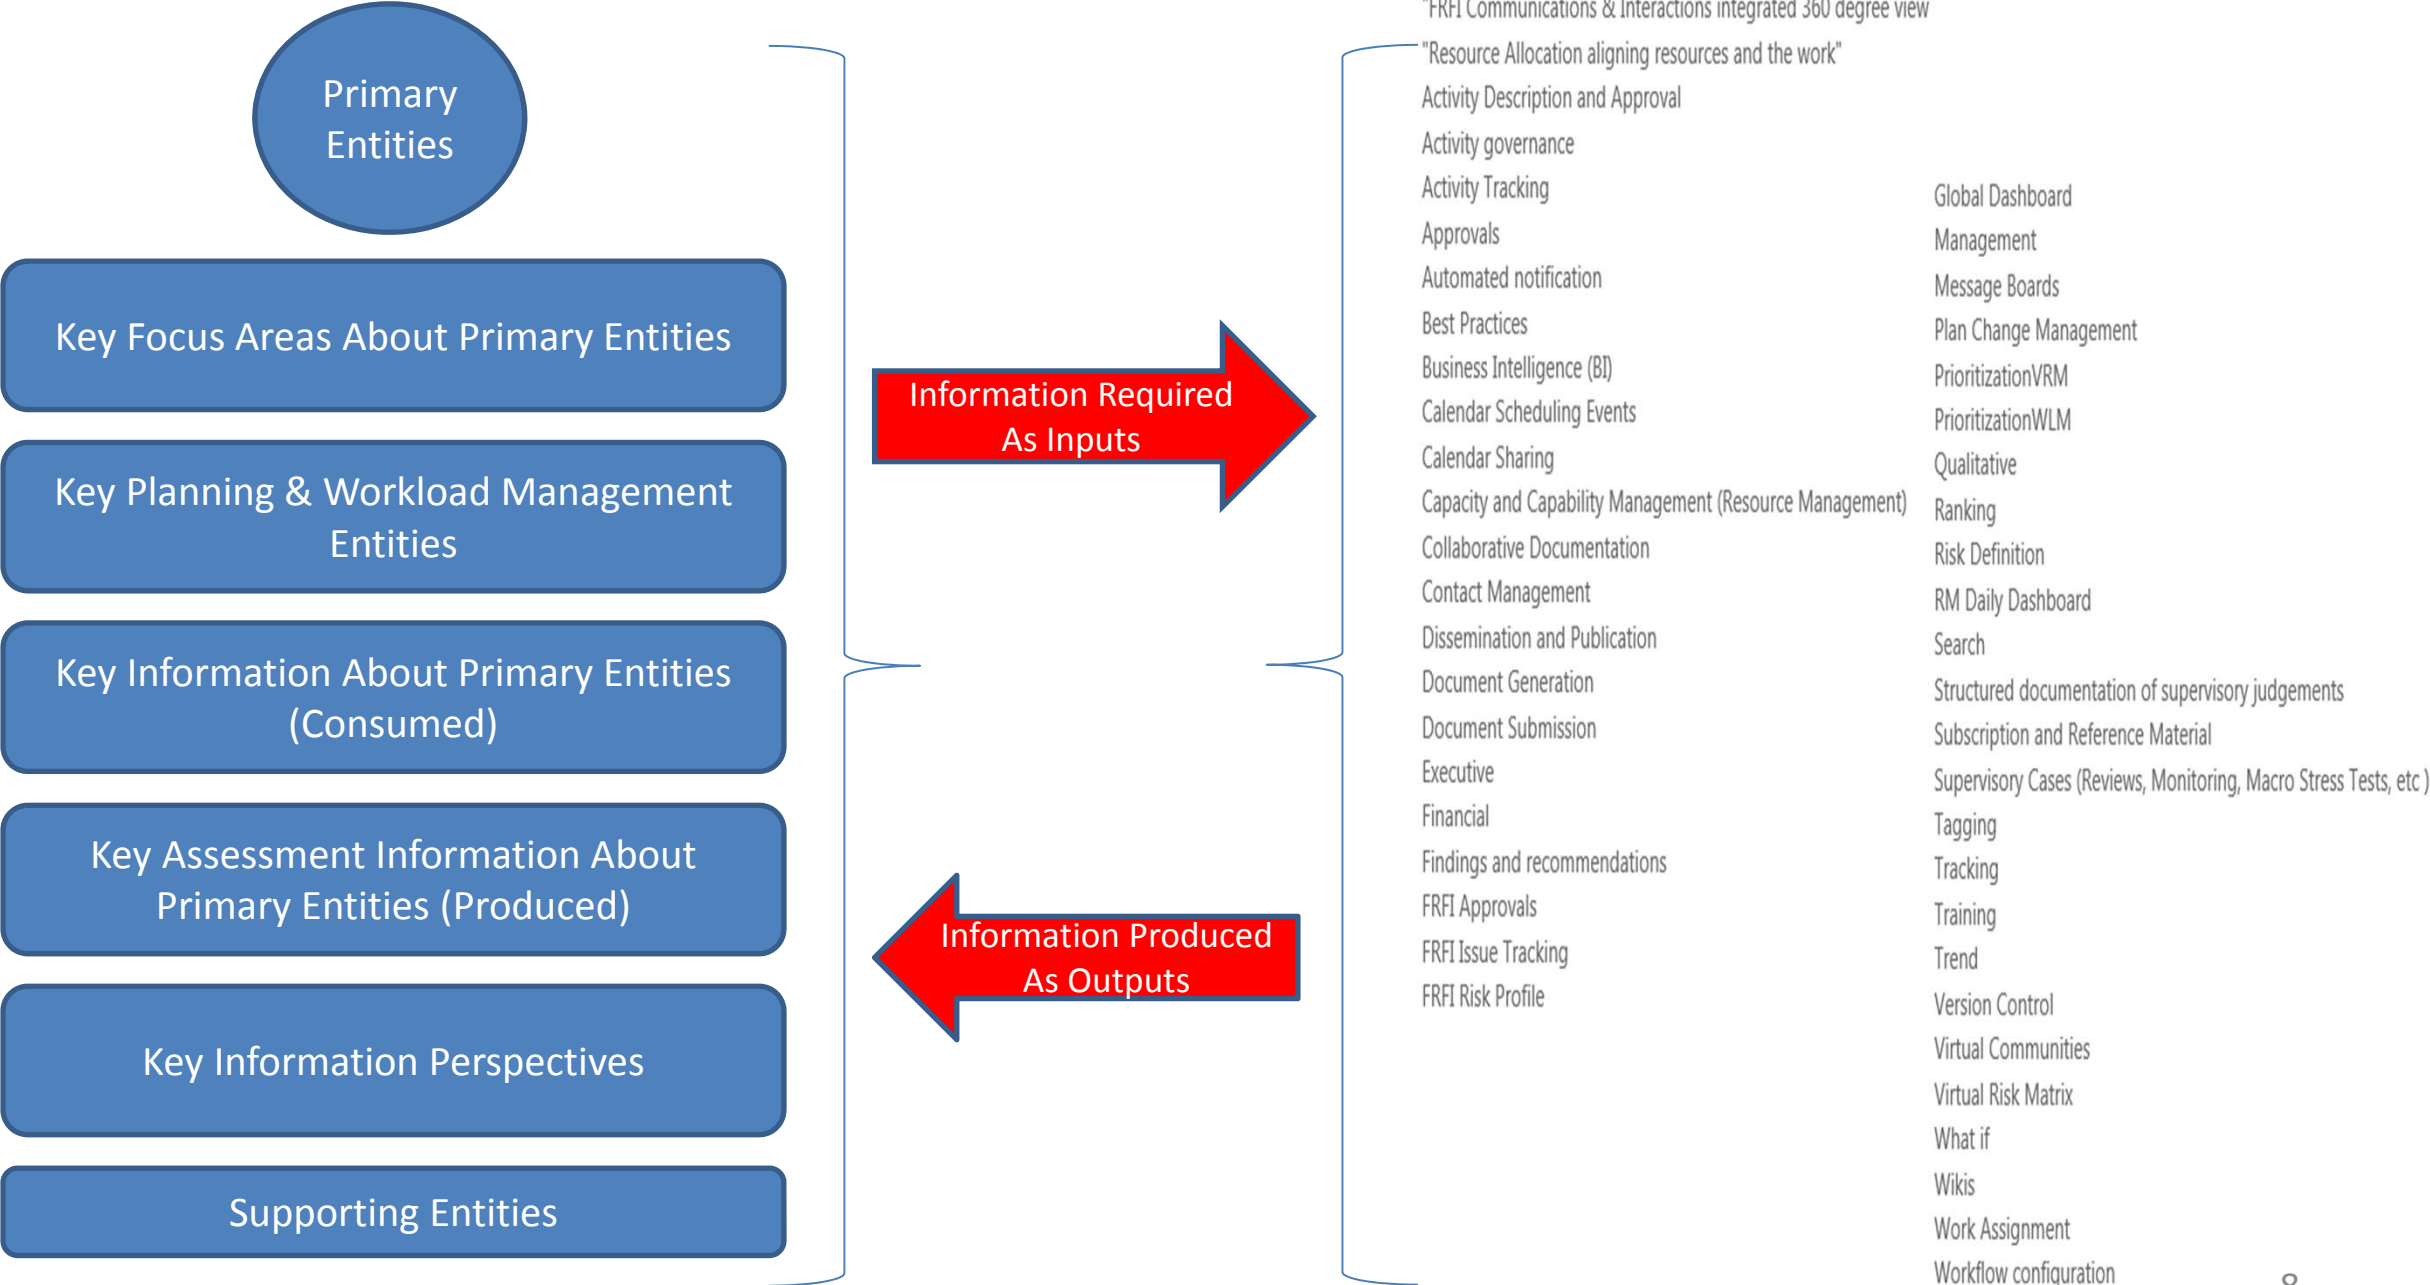 Primary
Entities
Key Focus Areas About Primary Entities
Key Planning & Workload Management
Entities
Key Information About Primary Entities
(Consumed)
Key Assessment Information About
Primary Entities (Produced)
Key Information Perspectives
Supporting Entities
Information Required
As Inputs
Information Produced
As Outputs
"FRFI Communications & Interactions integrated 360 degree view
"Resource Allocation aligning resources and the work"
Activity Description and Approval
Activity governance
Activity Tracking
Approvals
Automated notification
Best Practices
Business Intelligence (BI)
Calendar Scheduling Events
Calendar Sharing
Capacity and Capability Management (Resource Management)
Collaborative Documentation
Contact Management
Dissemination and Publication
Document Generation
Document Submission
Executive
Financial
Findings and recommendations
FRFI Approvals
FRFI Issue Tracking
FRFI Risk Profile
Global Dashboard
Management
Message Boards
Plan Change Management
PrioritizationVRM
PrioritizationWLM
Qualitative
Ranking
Risk Definition
RM Daily Dashboard
Search
Structured documentation of supervisory judgements
Subscription and Reference Material
Supervisory Cases (Reviews, Monitoring, Macro Stress Tests, etc )
Tagging
Tracking
Training
Trend
Version Control
Virtual Communities
Virtual Risk Matrix
What if
Wikis
Work Assignment
Workflow configuration